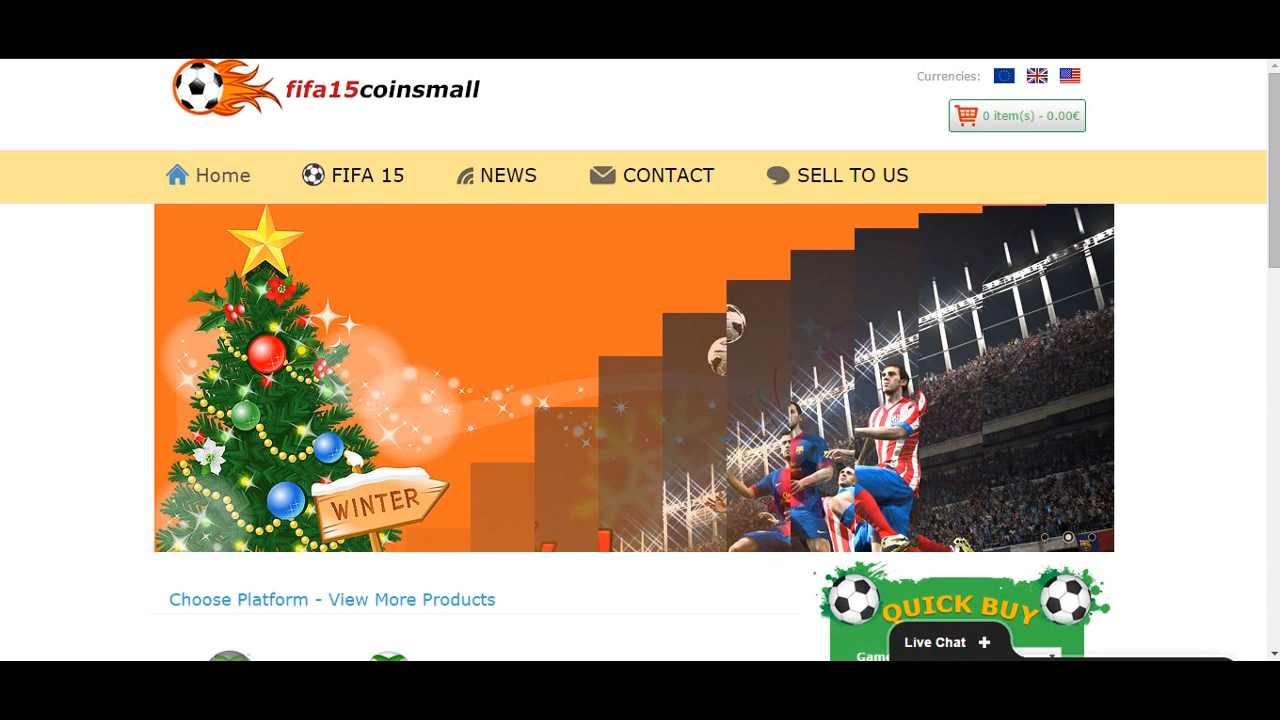 fifa15coinsmall
Currencies:
0 item(s) - 0.00€
Home
FIFA 15
NEWS
CONTACT
SELL TO US
WINTER
Choose Platform - View More Products
QUICK BUY
Live Chat
Game